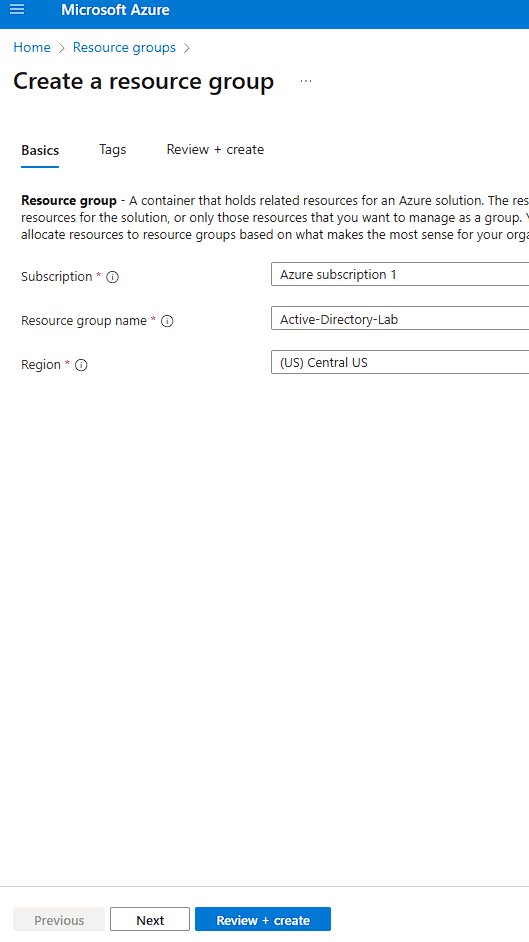 Microsoft Azure
Home > Resource groups >
Create a resource group ...
Basics Tags Review + create
Resource group - A container that holds related resources for an Azure solution. The res
resources for the solution, or only those resources that you want to manage as a group.
allocate resources to resource groups based on what makes the most sense for your orga
Subscription * Azure subscription 1
Resource group name * Active-Directory-Lab
Region * (US) Central US
Previous Next Review + create